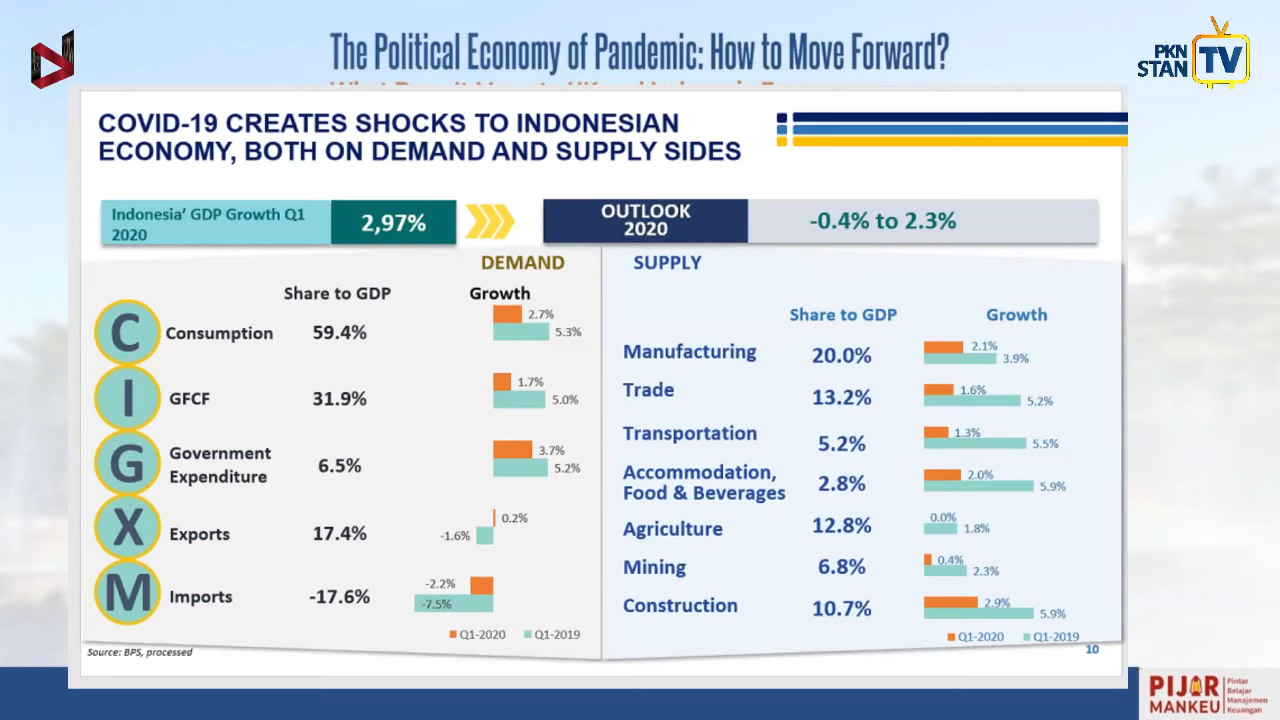 The Political Economy of Pandemic: How to Move Forward?
PKN
STAN TV
COVID-19 CREATES SHOCKS TO INDONESIAN
ECONOMY, BOTH ON DEMAND AND SUPPLY SIDES
Indonesia' GDP Growth Q1
2020
2,97%
OUTLOOK
2020
-0.4% to 2.3%
DEMAND
Share to GDP
Growth
C
Consumption
59.4%
2.7%
5.3%
I
GFCF
31.9%
1.7%
5.0%
G
Government
Expenditure
6.5%
3.7%
5.2%
X
Exports
17.4%
0.2%
-1.6%
M
Imports
-17.6%
-2.2%
-7.5%
Q1-2020
Q1-2019
SUPPLY
Share to GDP
Growth
Manufacturing
20.0%
2.1%
3.9%
Trade
13.2%
1.6%
5.2%
Transportation
5.2%
1.3%
5.5%
Accommodation,
Food & Beverages
2.8%
2.0%
5.9%
Agriculture
12.8%
0.0%
1.8%
Mining
6.8%
0.4%
2.3%
Construction
10.7%
2.9%
5.9%
Q1-2020
Q1-2019
Source: BPS, processed
10
PIJAR
MANKEU
Pintar
Belajar
Manajemen
Keuangan